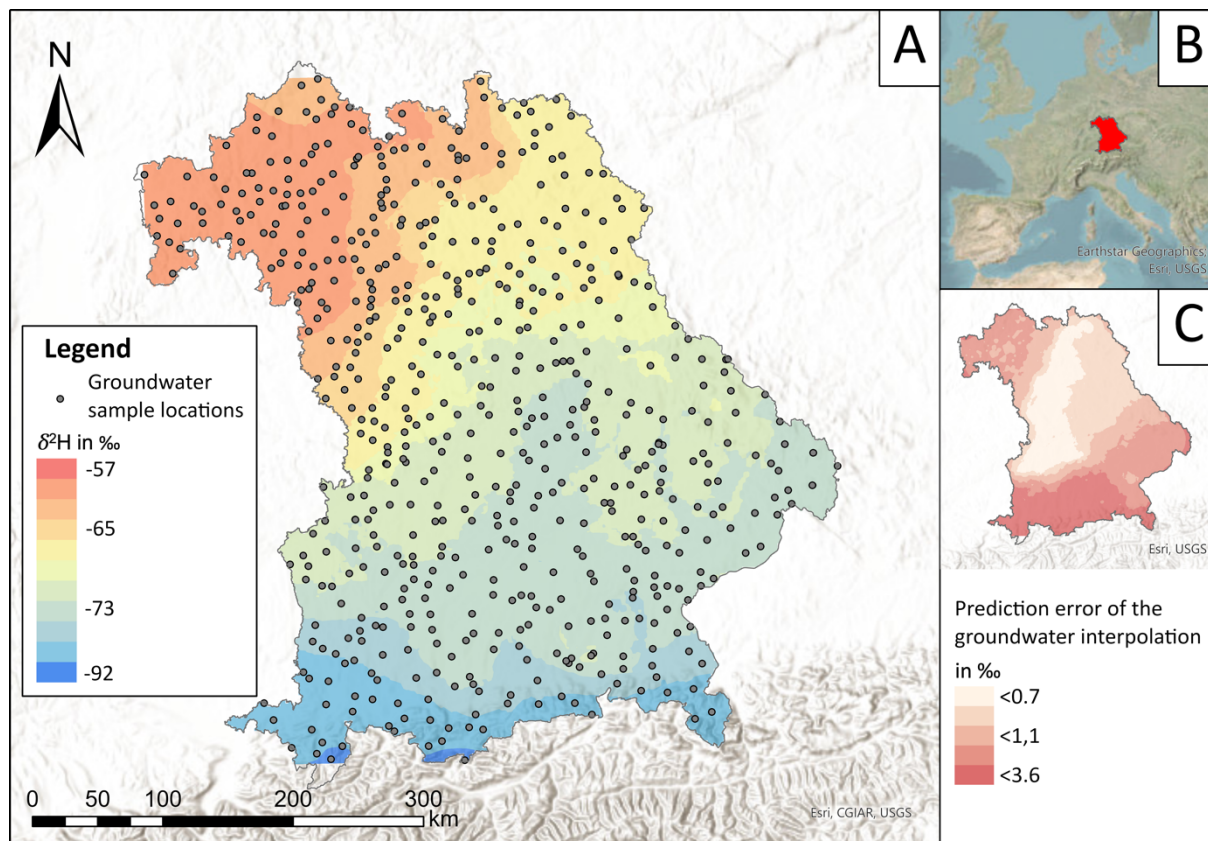 N
A
Legend
Groundwater
sample locations
δ²H in ‰
-57
-65
-73
-92
0 50 100 200 300
km
Esri, CGIAR, USGS
B
Earthstar Geographics;
Esri, USGS
C
Esri, USGS
Prediction error of the
groundwater interpolation
in ‰
<0.7
<1,1
<3.6